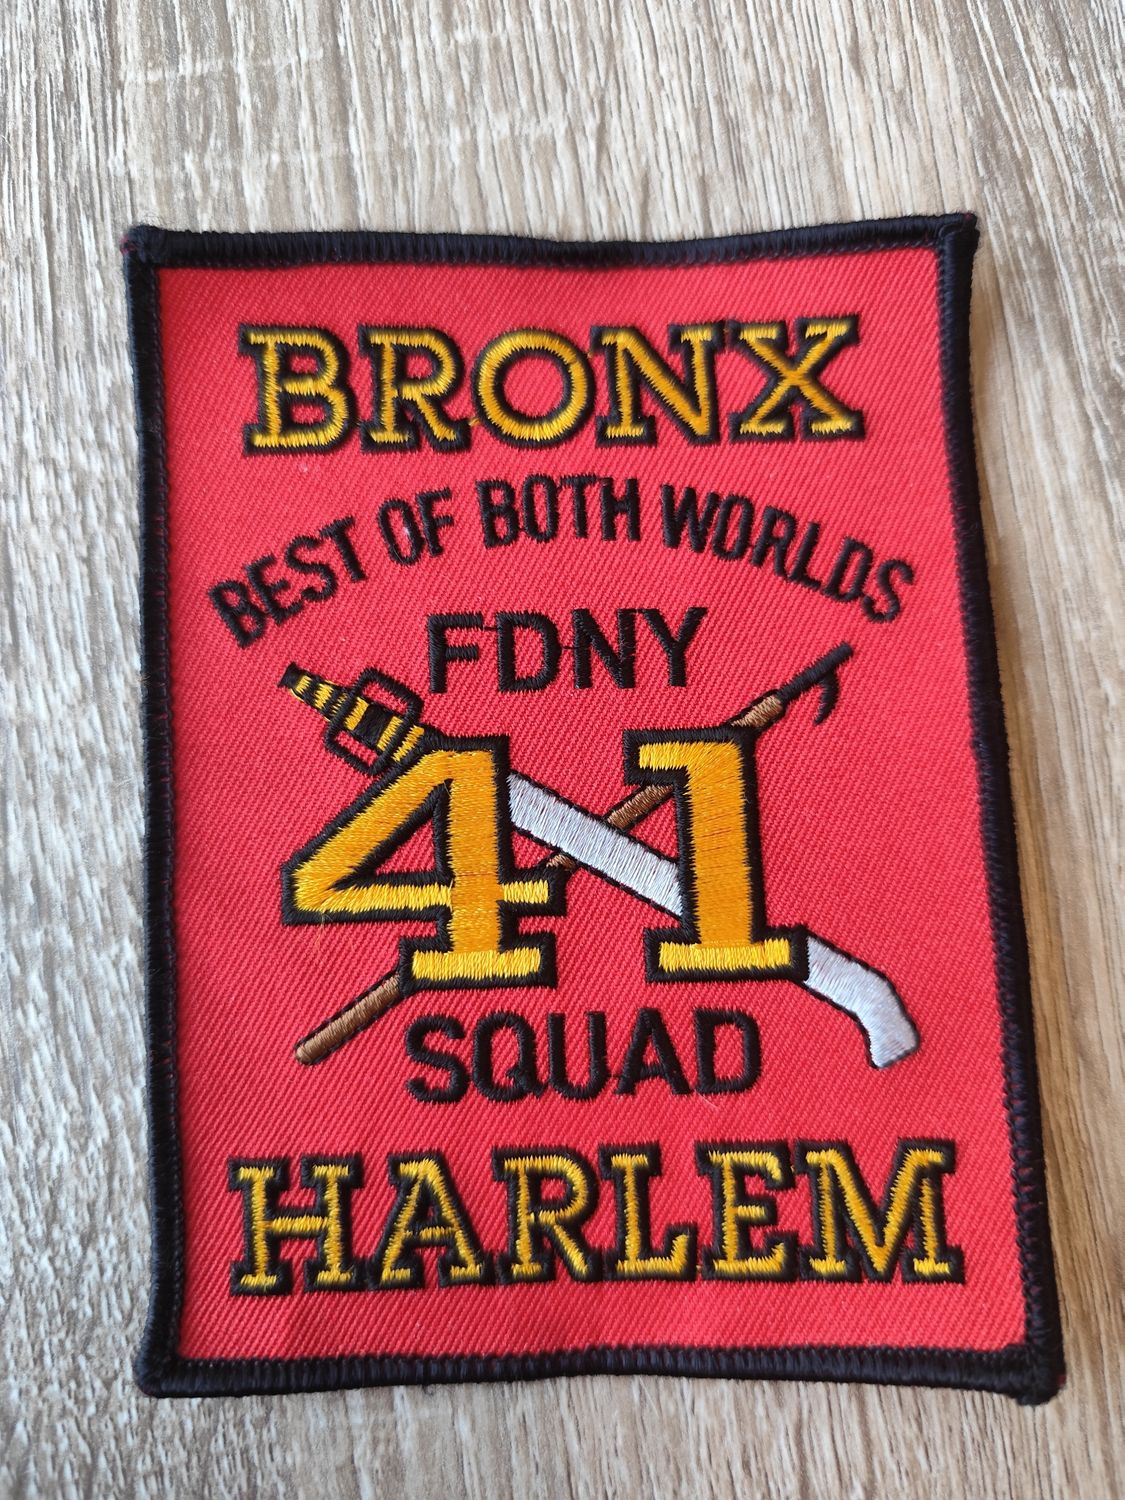 BRONX
BEST OF BOTH WORLDS
FDNY
41
SQUAD
HARLEM